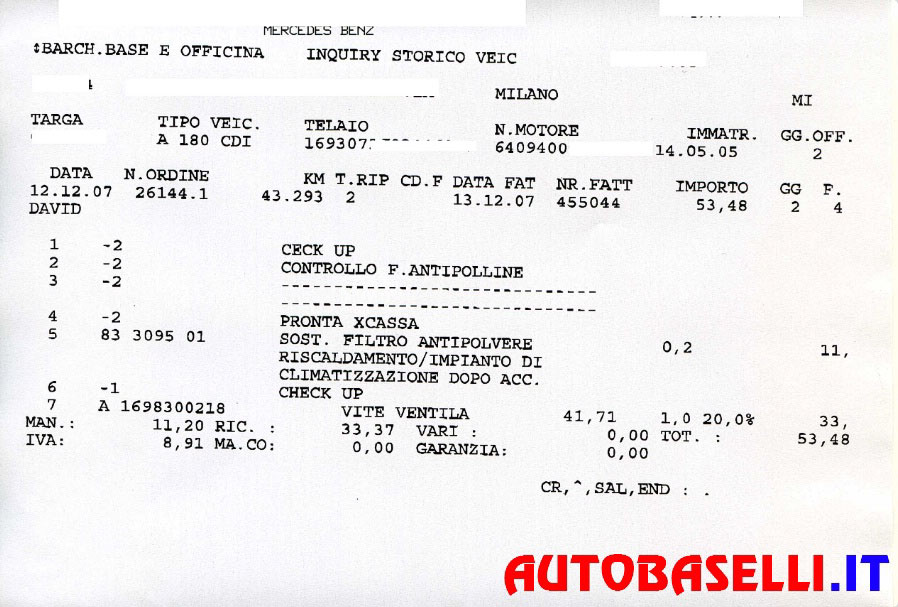 MERCEDES BENZ
‡BARCH.BASE E OFFICINA INQUIRY STORICO VEIC
MILANO MI
TARGA TIPO VEIC. TELAIO N.MOTORE IMMATR. GG.OFF.
A 180 CDI 169307 6409400 14.05.05 2
DATA N.ORDINE KM T.RIP CD.F DATA FAT NR.FATT IMPORTO GG F.
12.12.07 26144.1 43.293 2 13.12.07 455044 53,48 2 4
DAVID
1 -2 CECK UP
2 -2 CONTROLLO F.ANTIPOLLINE
3 -2 ------------------------------
------------------------------
4 -2 PRONTA XCASSA
5 83 3095 01 SOST. FILTRO ANTIPOLVERE 0,2 11,
RISCALDAMENTO/IMPIANTO DI
CLIMATIZZAZIONE DOPO ACC.
6 -1 CHECK UP
7 A 1698300218 VITE VENTILA 41,71 1,0 20,0% 33,
MAN.: 11,20 RIC. : 33,37 VARI : 0,00 TOT. : 53,48
IVA: 8,91 MA.CO: 0,00 GARANZIA: 0,00
CR,^,SAL,END : .
AUTOBASELLI.IT